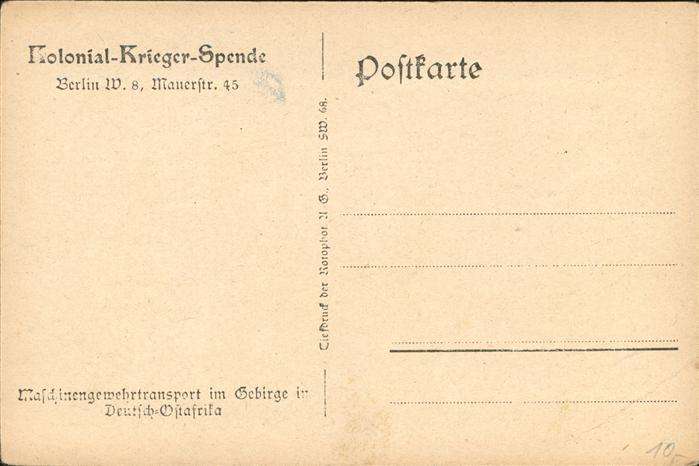 Kolonial-Krieger-Spende
Berlin W. 8, Mauerstr. 45
Postkarte
Tiefdruck der Rotophot A G., Berlin SW. 68.
Maschinengewehrtransport im Gebirge in
Deutsch-Ostafrika
10,-